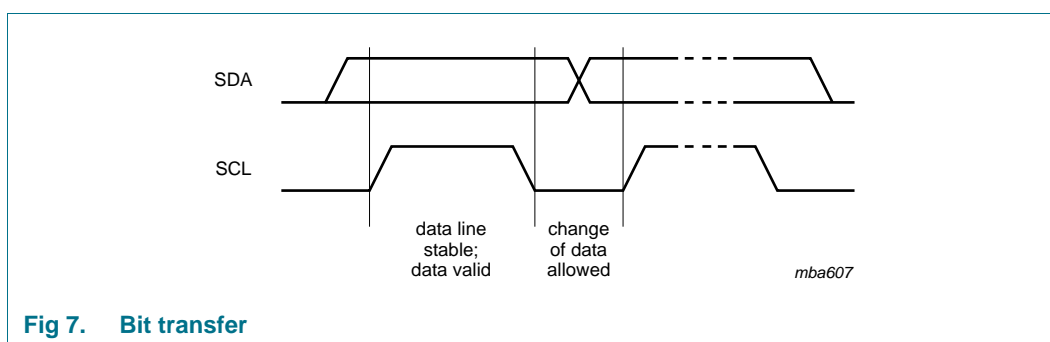 SDA
SCL
data line
stable;
data valid
change
of data
allowed
mba607
Fig 7. Bit transfer